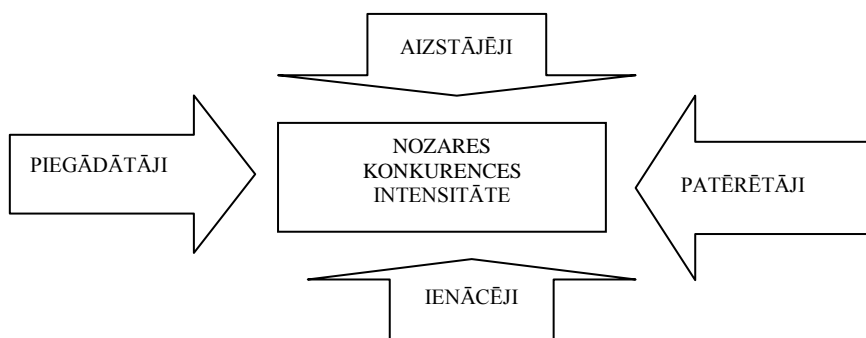 AIZSTĀJĒJI
PIEGĀDĀTĀJI
NOZARES
KONKURENCES
INTENSITĀTE
PATĒRĒTĀJI
IENĀCĒJI